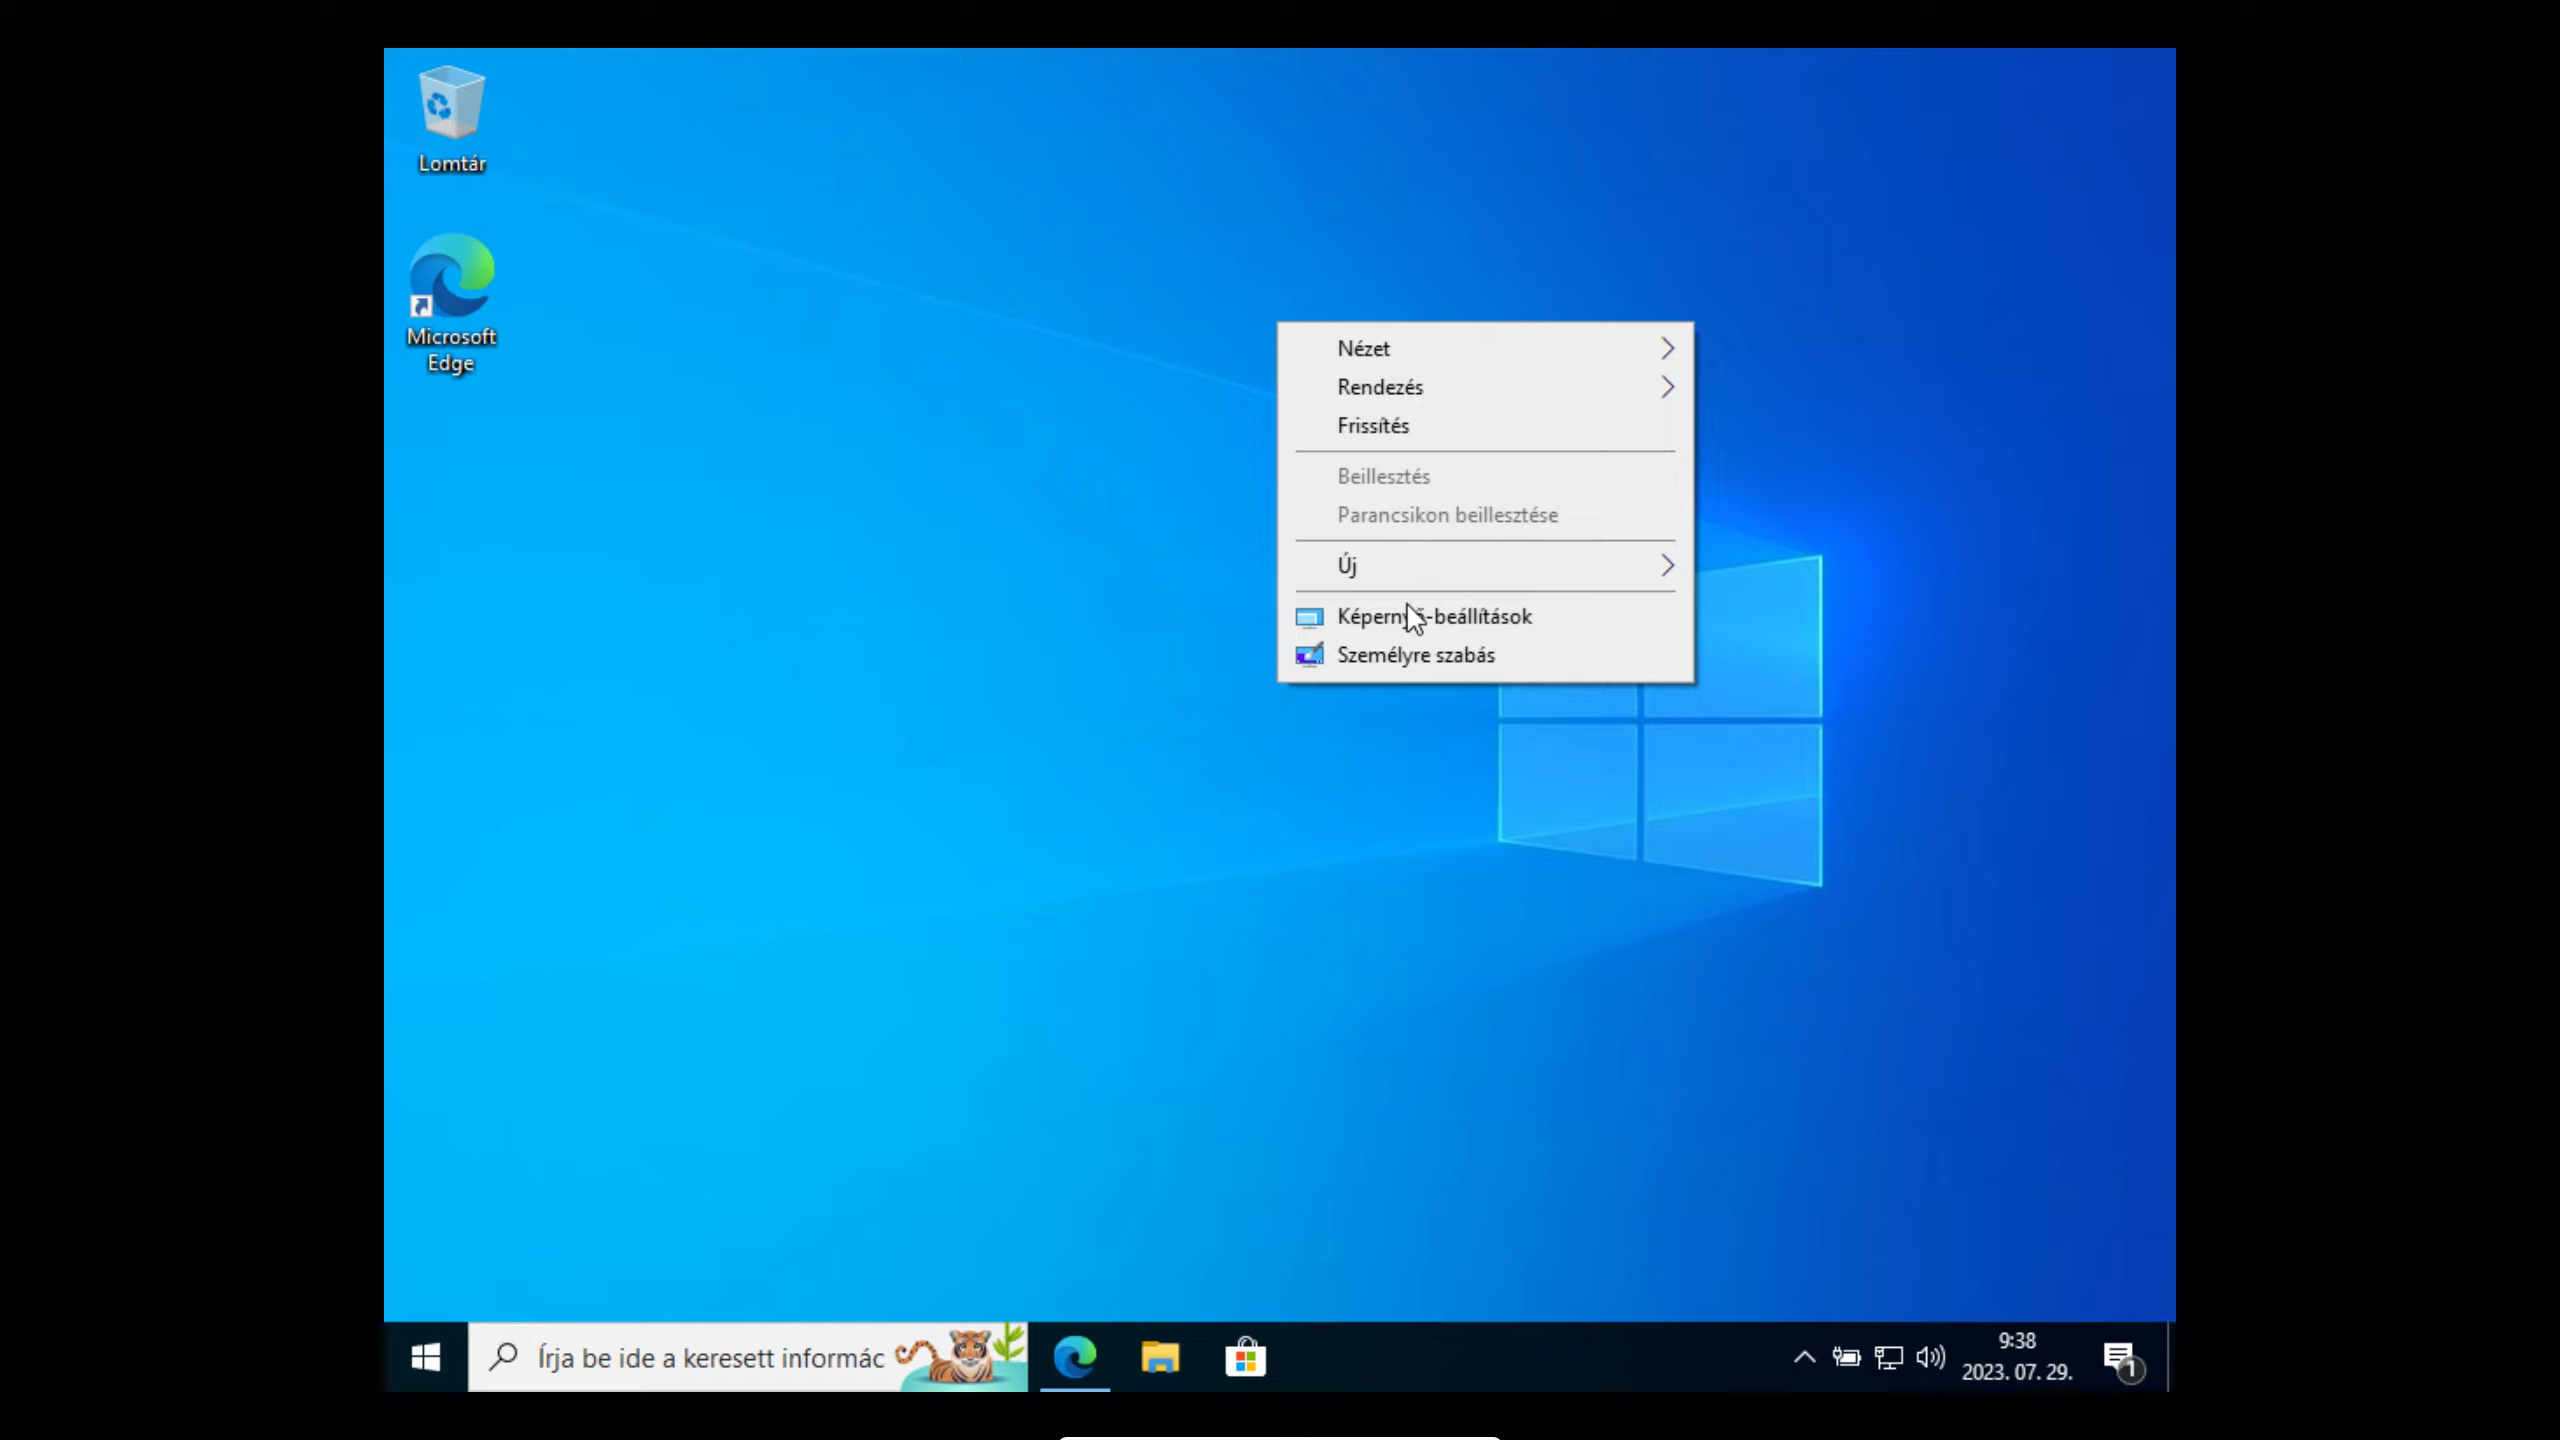 Lomtár
Microsoft
Edge
Nézet
Rendezés
Frissítés
Beillesztés
Parancsikon beillesztése
Új
Képernyő-beállítások
Személyre szabás
Írja be ide a keresett informác
9:38
2023. 07. 29.
1